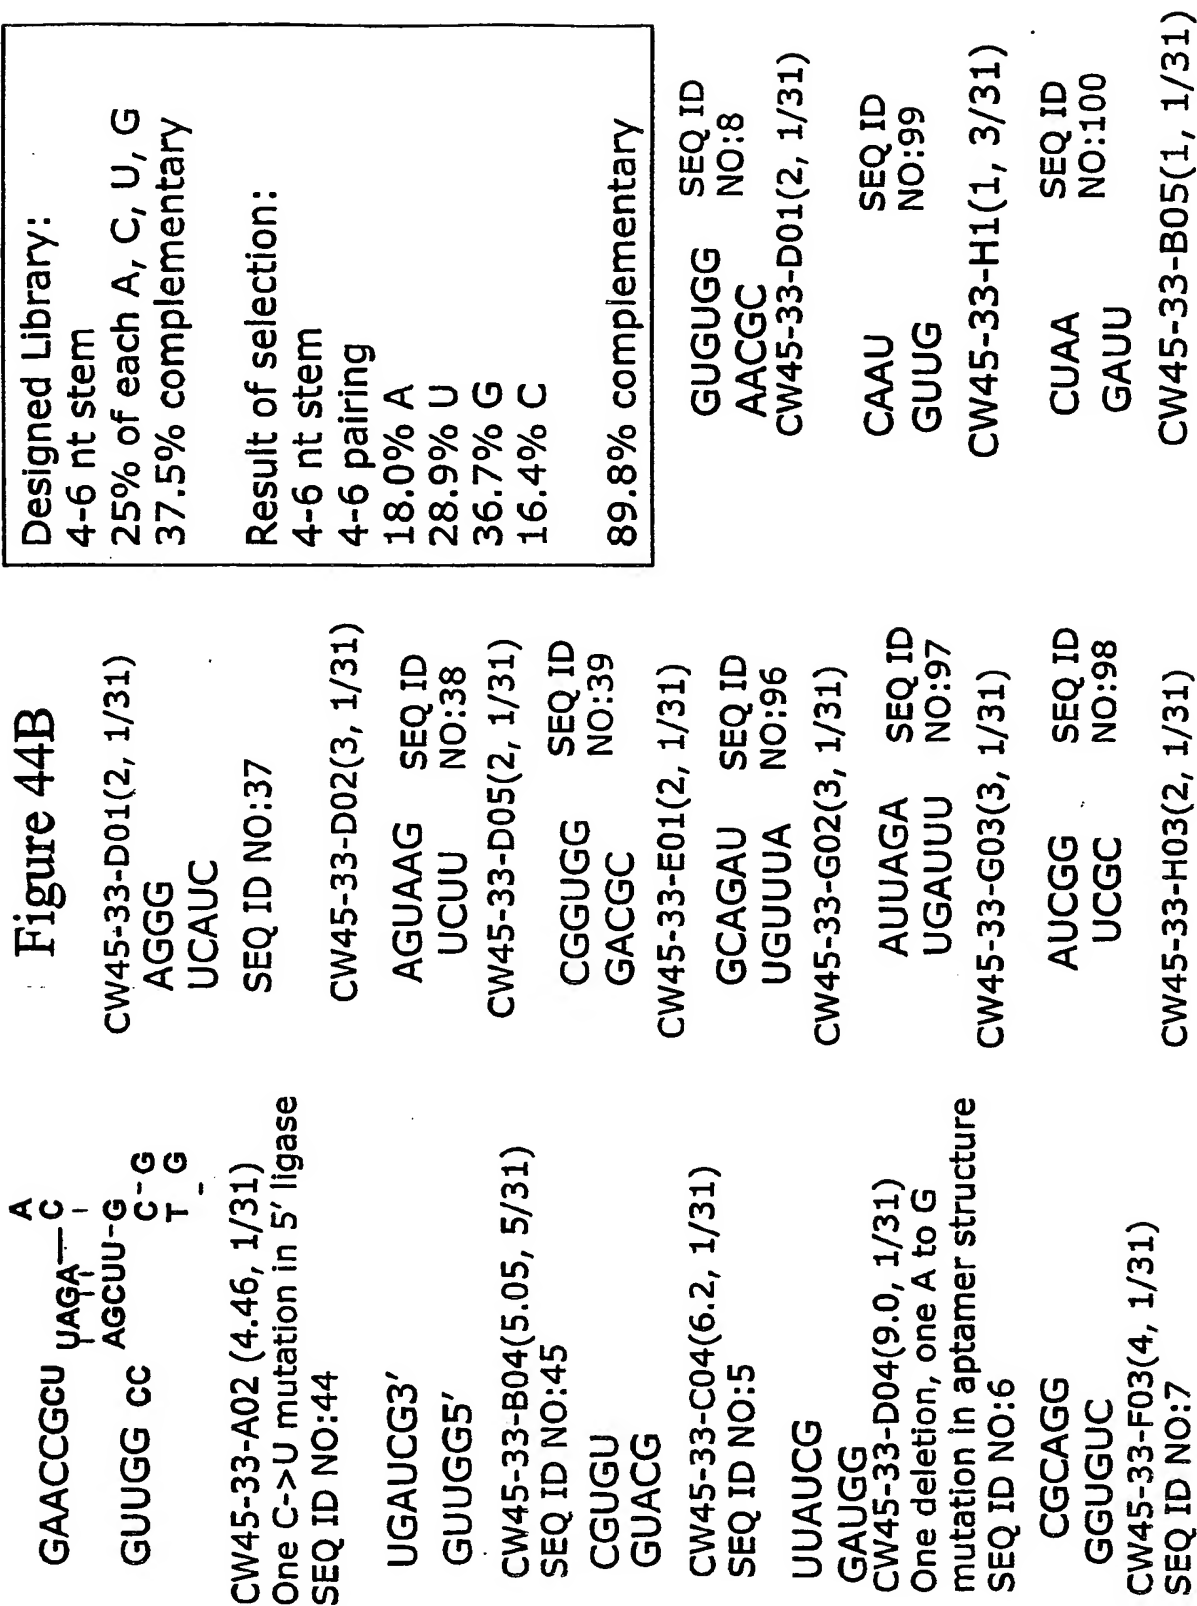 Figure 44B
GAACCGCU UAGA A
C
GUUGG CC AGCUU-G
C-G
T G
CW45-33-A02 (4.46, 1/31)
One C->U mutation in 5' ligase
SEQ ID NO:44
UGAUCG3'
GUUGG5'
CW45-33-B04(5.05, 5/31)
SEQ ID NO:45
CGUGU
GUACG
CW45-33-C04(6.2, 1/31)
SEQ ID NO:5
UUAUCG
GAUGG
CW45-33-D04(9.0, 1/31)
One deletion, one A to G
mutation in aptamer structure
SEQ ID NO:6
CGCAGG
GGUGUC
CW45-33-F03(4, 1/31)
SEQ ID NO:7
CW45-33-D01(2, 1/31)
AGGG
UCAUC
SEQ ID NO:37
CW45-33-D02(3, 1/31)
AGUAAG SEQ ID
UCUU NO:38
CW45-33-D05(2, 1/31)
CGGUGG SEQ ID
GACGC NO:39
CW45-33-E01(2, 1/31)
GCAGAU SEQ ID
UGUUUA NO:96
CW45-33-G02(3, 1/31)
AUUAGA SEQ ID
UGAUUU NO:97
CW45-33-G03(3, 1/31)
AUCGG SEQ ID
UCGC NO:98
CW45-33-H03(2, 1/31)
Designed Library:
4-6 nt stem
25% of each A, C, U, G
37.5% complementary
Result of selection:
4-6 nt stem
4-6 pairing
18.0% A
28.9% U
36.7% G
16.4% C
89.8% complementary
GUGUGG SEQ ID
AACGC NO:8
CW45-33-D01(2, 1/31)
CAAU SEQ ID
GUUG NO:99
CW45-33-H1(1, 3/31)
CUAA SEQ ID
GAUU NO:100
CW45-33-B05(1, 1/31)